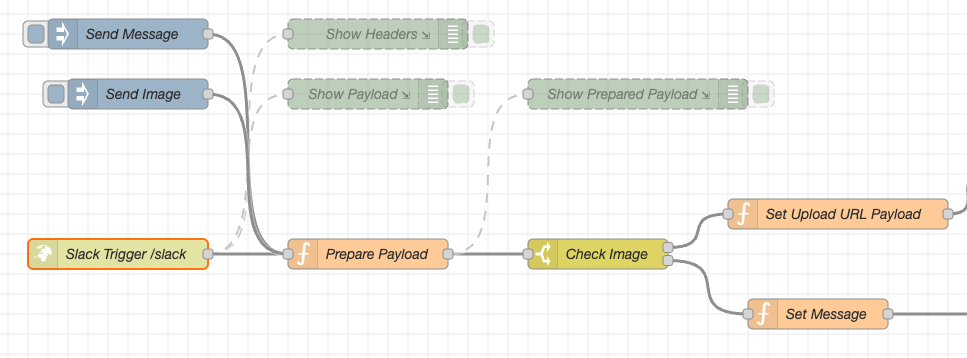 Send Message
Show Headers ⇲
Send Image
Show Payload ⇲
Show Prepared Payload ⇲
Set Upload URL Payload
Slack Trigger /slack
Prepare Payload
Check Image
Set Message